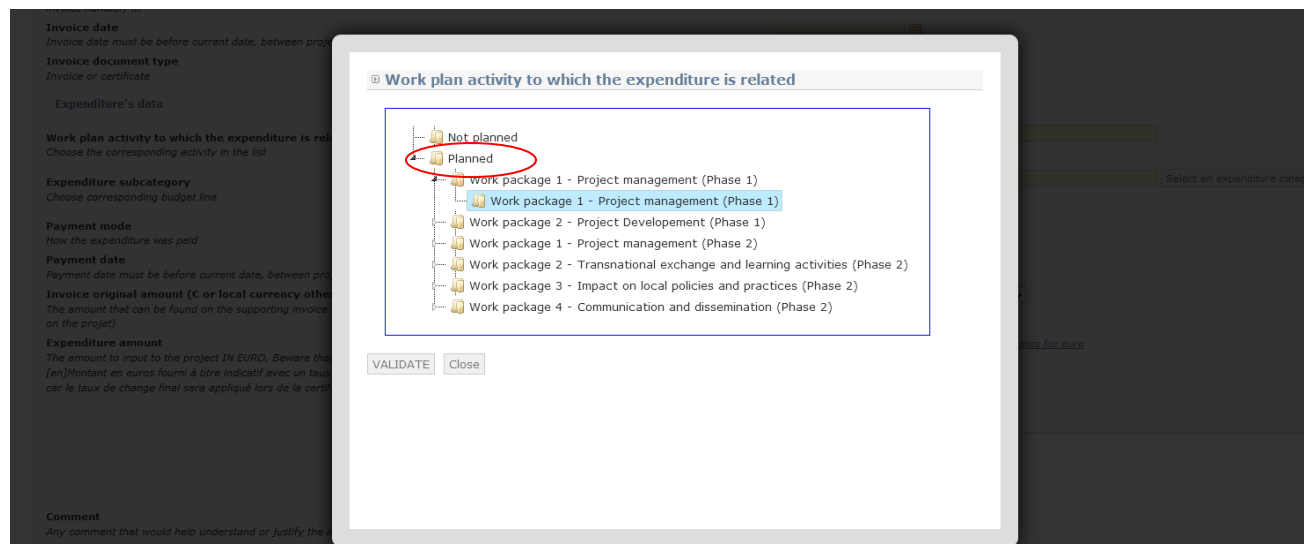 Invoice date
Invoice date must be before current date, between proje
Invoice document type
Invoice or certificate
Expenditure's data
Work plan activity to which the expenditure is rela
Choose the corresponding activity in the list
Expenditure subcategory
Choose corresponding budget line
Select an expenditure categ
Payment mode
How the expenditure was paid
Payment date
Payment date must be before current date, between pro
Invoice original amount (€ or local currency othe
The amount that can be found on the supporting invoice
on the projet)
Expenditure amount
The amount to input to the project IN EURO. Beware that
ates for euro
[en]Montant en euros fourni à titre indicatif avec un taux
car le taux de change final sera appliqué lors de la certif
Comment
Any comment that would help understand or justify the a
Work plan activity to which the expenditure is related
Not planned
Planned
Work package 1 - Project management (Phase 1)
Work package 1 - Project management (Phase 1)
Work package 2 - Project Developement (Phase 1)
Work package 1 - Project management (Phase 2)
Work package 2 - Transnational exchange and learning activities (Phase 2)
Work package 3 - Impact on local policies and practices (Phase 2)
Work package 4 - Communication and dissemination (Phase 2)
VALIDATE Close